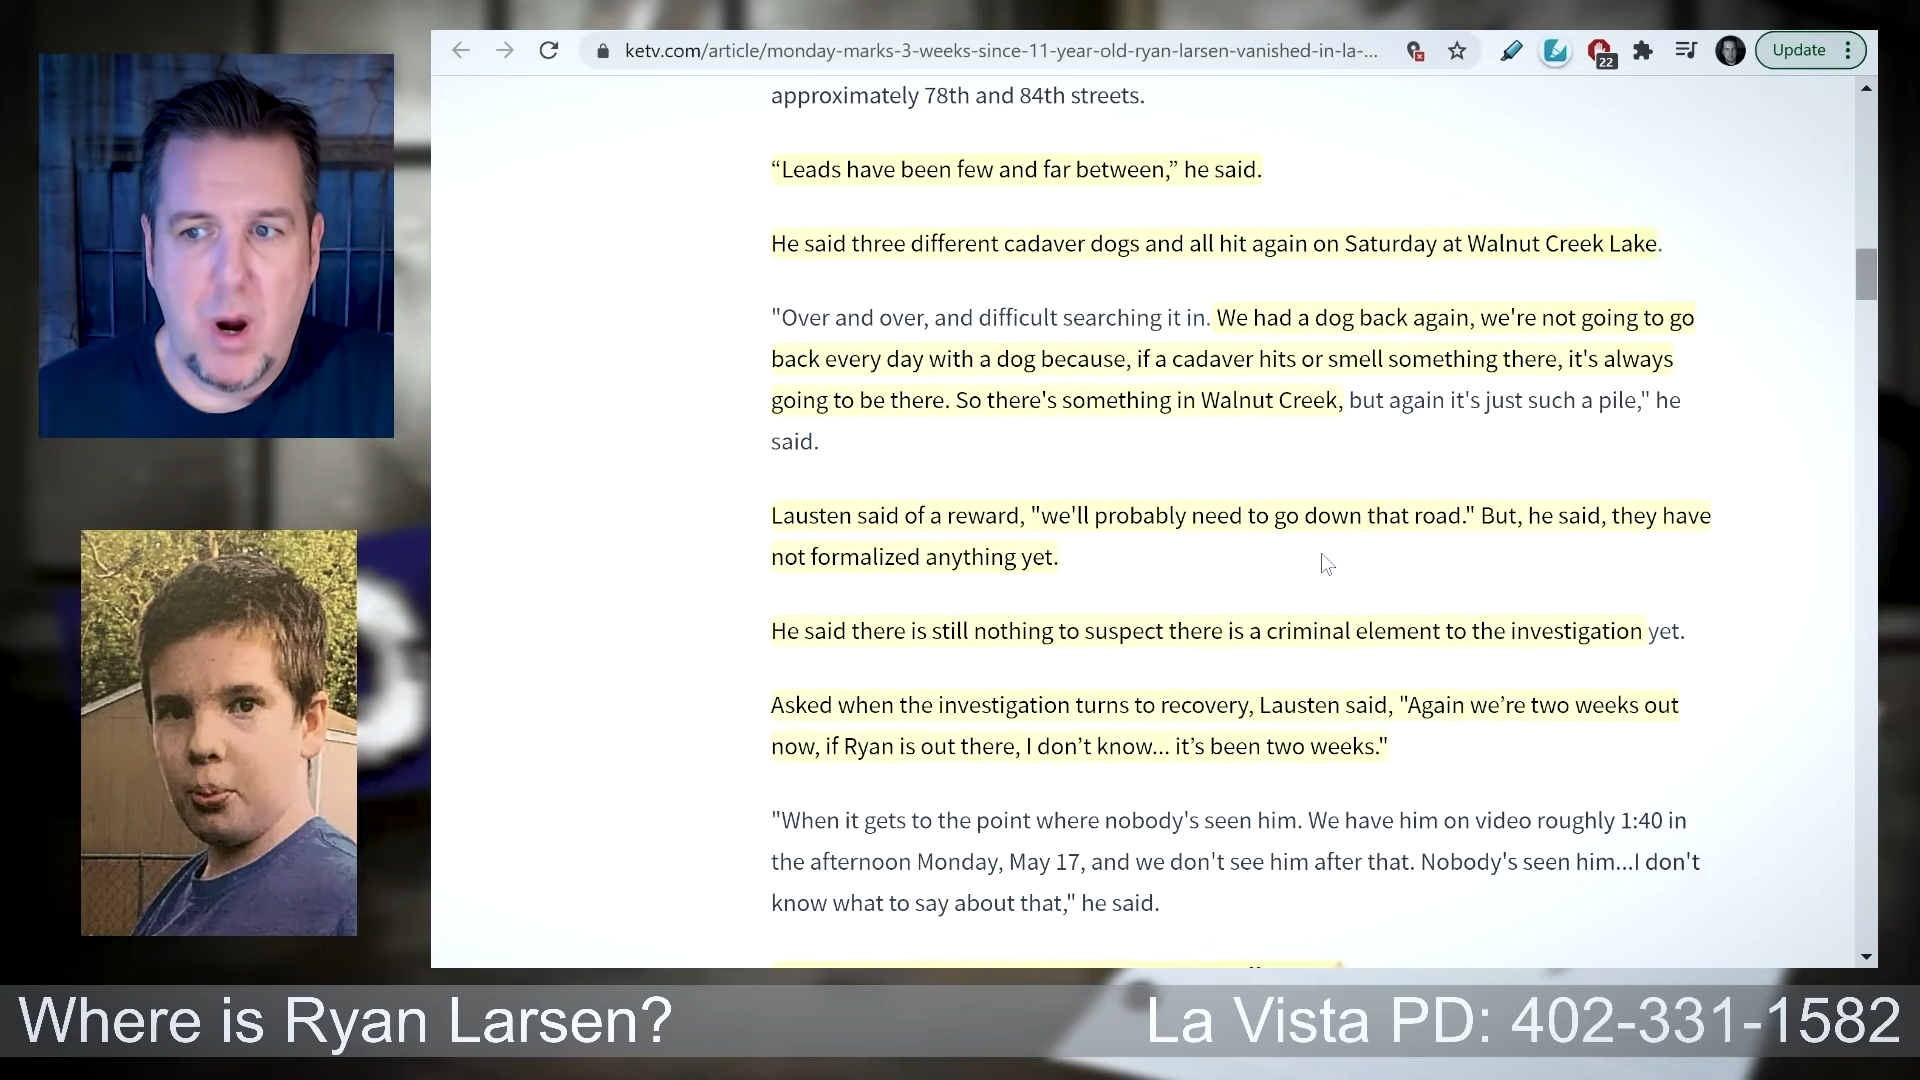 ketv.com/article/monday-marks-3-weeks-since-11-year-old-ryan-larsen-vanished-in-la-...
22
Update
approximately 78th and 84th streets.
“Leads have been few and far between,” he said.
He said three different cadaver dogs and all hit again on Saturday at Walnut Creek Lake.
"Over and over, and difficult searching it in. We had a dog back again, we're not going to go
back every day with a dog because, if a cadaver hits or smell something there, it's always
going to be there. So there's something in Walnut Creek, but again it's just such a pile," he
said.
Lausten said of a reward, "we'll probably need to go down that road." But, he said, they have
not formalized anything yet.
He said there is still nothing to suspect there is a criminal element to the investigation yet.
Asked when the investigation turns to recovery, Lausten said, "Again we’re two weeks out
now, if Ryan is out there, I don’t know... it’s been two weeks."
"When it gets to the point where nobody's seen him. We have him on video roughly 1:40 in
the afternoon Monday, May 17, and we don't see him after that. Nobody's seen him...I don't
know what to say about that," he said.
Where is Ryan Larsen?
La Vista PD: 402-331-1582